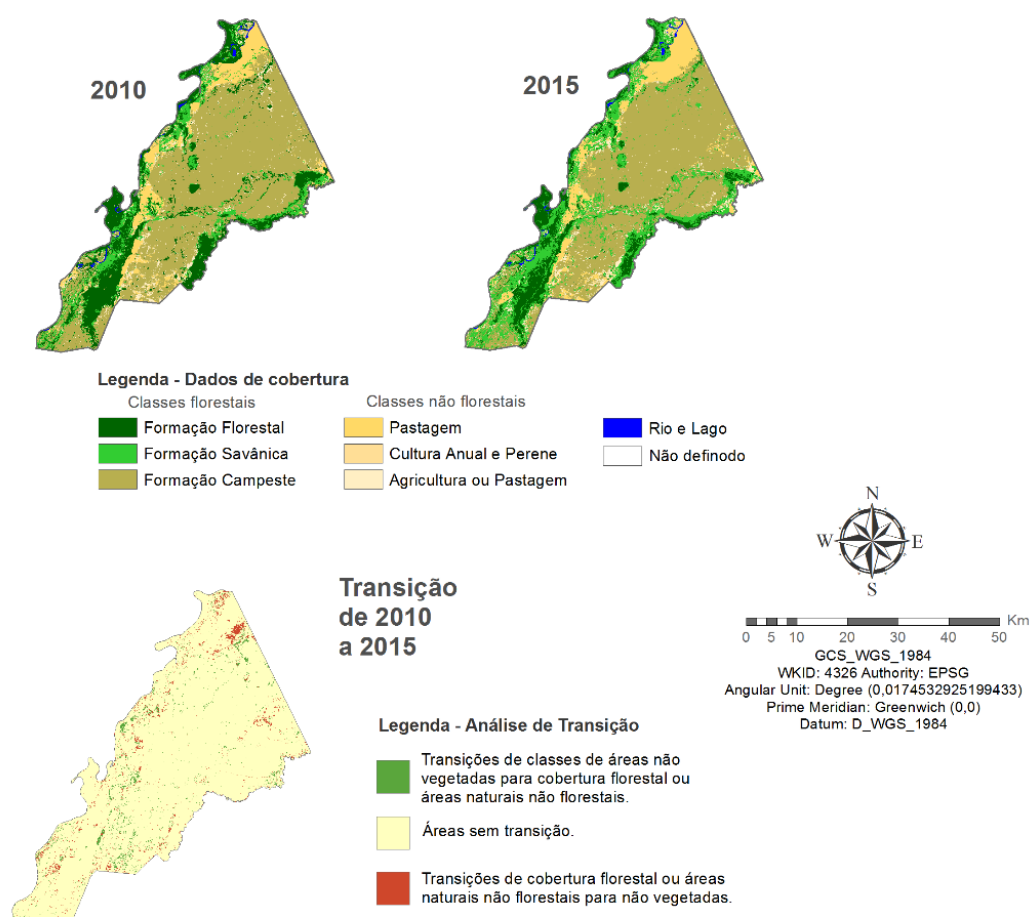 2010
2015
Legenda - Dados de cobertura
Classes florestais
Classes não florestais
Formação Florestal
Pastagem
Rio e Lago
Formação Savânica
Cultura Anual e Perene
Não definodo
Formação Campeste
Agricultura ou Pastagem
N
W
E
S
Transição
de 2010
a 2015
Km
0 5 10 20 30 40 50
GCS_WGS_1984
WKID: 4326 Authority: EPSG
Angular Unit: Degree (0,0174532925199433)
Prime Meridian: Greenwich (0,0)
Datum: D_WGS_1984
Legenda - Análise de Transição
Transições de classes de áreas não
vegetadas para cobertura florestal ou
áreas naturais não florestais.
Áreas sem transição.
Transições de cobertura florestal ou áreas
naturais não florestais para não vegetadas.